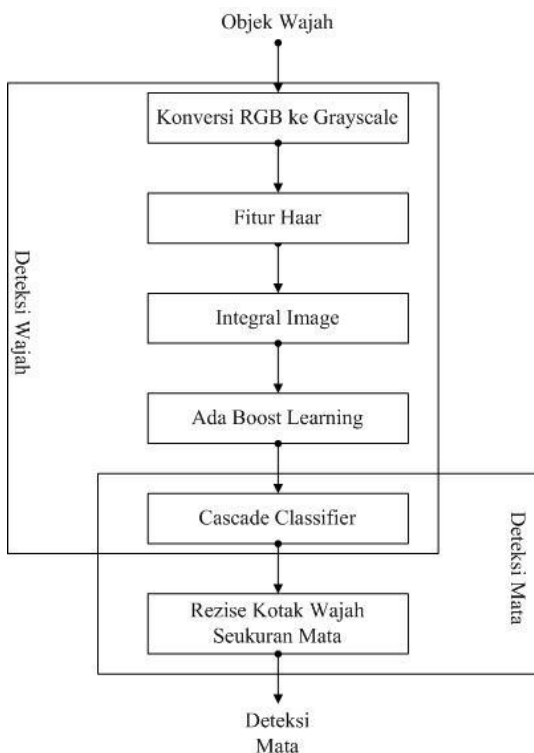 Objek Wajah
Konversi RGB ke Grayscale
Fitur Haar
Deteksi Wajah
Integral Image
Ada Boost Learning
Cascade Classifier
Deteksi Mata
Rezise Kotak Wajah
Seukuran Mata
Deteksi
Mata